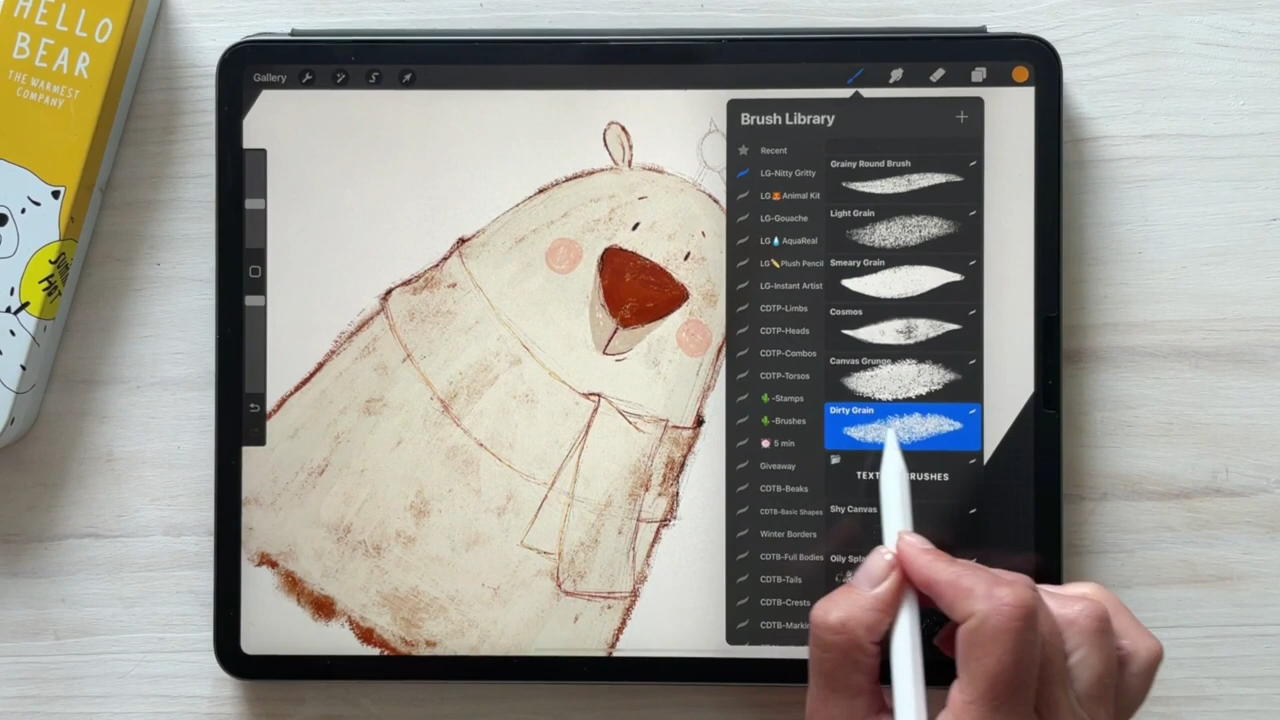 HELLO
BEAR
THE WARMEST
COMPANY
Gallery
Brush Library
Recent
LG-Nitty Gritty
LG🦊Animal Kit
LG-Gouache
LG💧AquaReal
LG✏️Plush Pencil
LG-Instant Artist
CDTP-Limbs
CDTP-Heads
CDTP-Combos
CDTP-Torsos
🌵-Stamps
🌵-Brushes
⏰ 5 min
Giveaway
CDTB-Beaks
CDTB-Basic Shapes
Winter Borders
CDTB-Full Bodies
CDTB-Tails
CDTB-Crests
Grainy Round Brush
Light Grain
Smeary Grain
Cosmos
Canvas Grunge
Dirty Grain
Shy Canvas
Oily